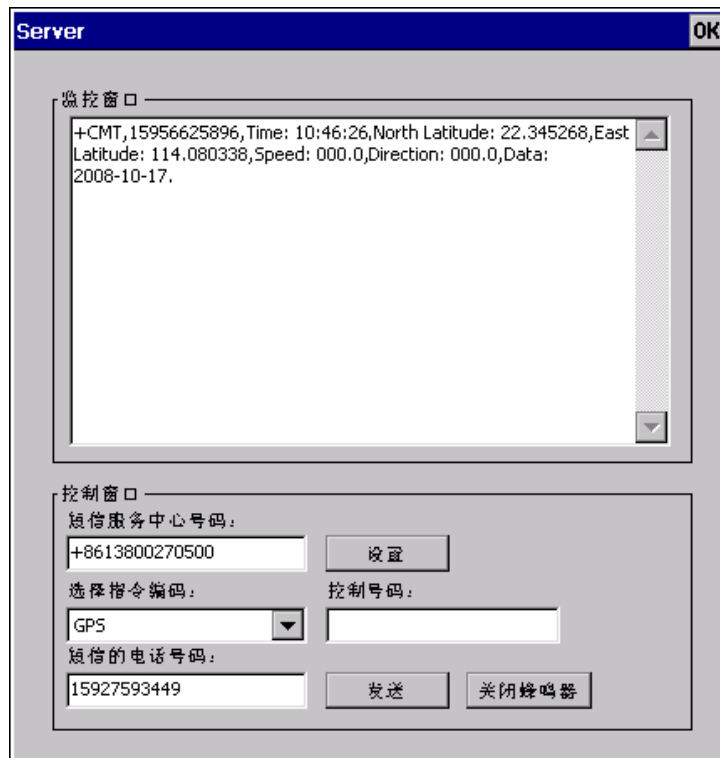 Server
OK
监控窗口
+CMT,15956625896,Time: 10:46:26,North Latitude: 22.345268,East
Latitude: 114.080338,Speed: 000.0,Direction: 000.0,Data:
2008-10-17.
控制窗口
短信服务中心号码:
+8613800270500
设置
选择指令编码:
控制号码:
GPS
短信的电话号码:
15927593449
发送
关闭蜂鸣器